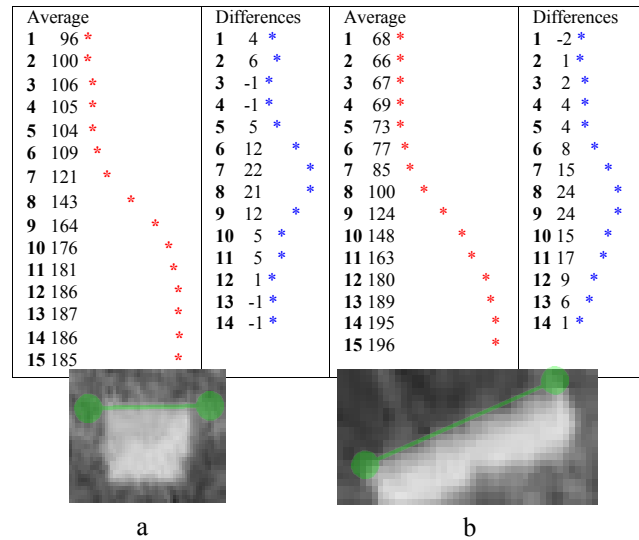 Average Differences Average Differences
1 96 * 1 4 * 1 68 * 1 -2 *
2 100 * 2 6 * 2 66 * 2 1 *
3 106 * 3 -1 * 3 67 * 3 2 *
4 105 * 4 -1 * 4 69 * 4 4 *
5 104 * 5 5 * 5 73 * 5 4 *
6 109 * 6 12 * 6 77 * 6 8 *
7 121 * 7 22 * 7 85 * 7 15 *
8 143 * 8 21 * 8 100 * 8 24 *
9 164 * 9 12 * 9 124 * 9 24 *
10 176 * 10 5 * 10 148 * 10 15 *
11 181 * 11 5 * 11 163 * 11 17 *
12 186 * 12 1 * 12 180 * 12 9 *
13 187 * 13 -1 * 13 189 * 13 6 *
14 186 * 14 -1 * 14 195 * 14 1 *
15 185 * 15 196 *
a b